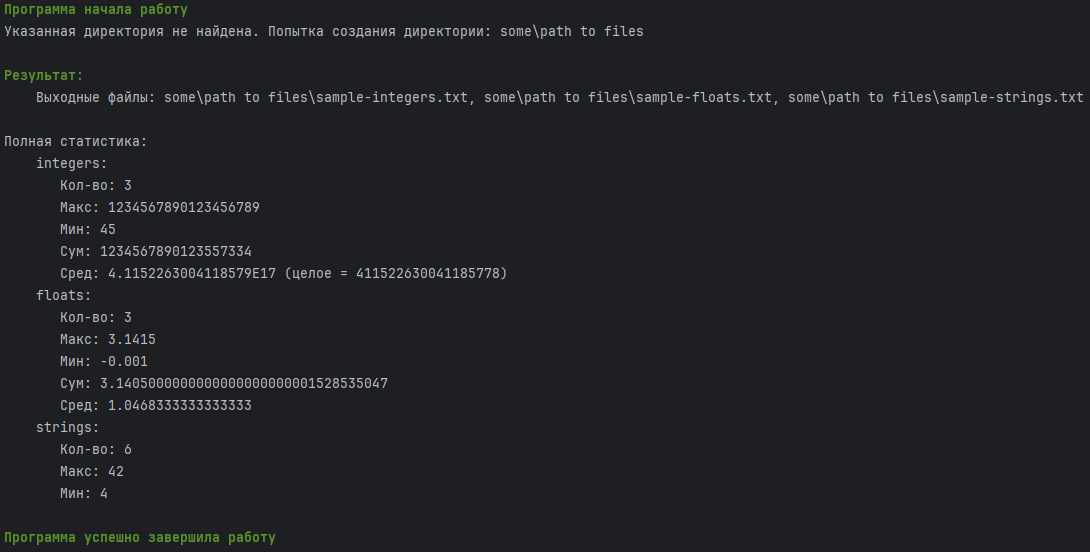 Программа начала работу
Указанная директория не найдена. Попытка создания директории: some\path to files
Результат:
Выходные файлы: some\path to files\sample-integers.txt, some\path to files\sample-floats.txt, some\path to files\sample-strings.txt
Полная статистика:
integers:
Кол-во: 3
Макс: 1234567890123456789
Мин: 45
Сум: 1234567890123557334
Сред: 4.1152263004118579E17 (целое = 411522630041185778)
floats:
Кол-во: 3
Макс: 3.1415
Мин: -0.001
Сум: 3.1405000000000000000000001528535047
Сред: 1.0468333333333333
strings:
Кол-во: 6
Макс: 42
Мин: 4
Программа успешно завершила работу